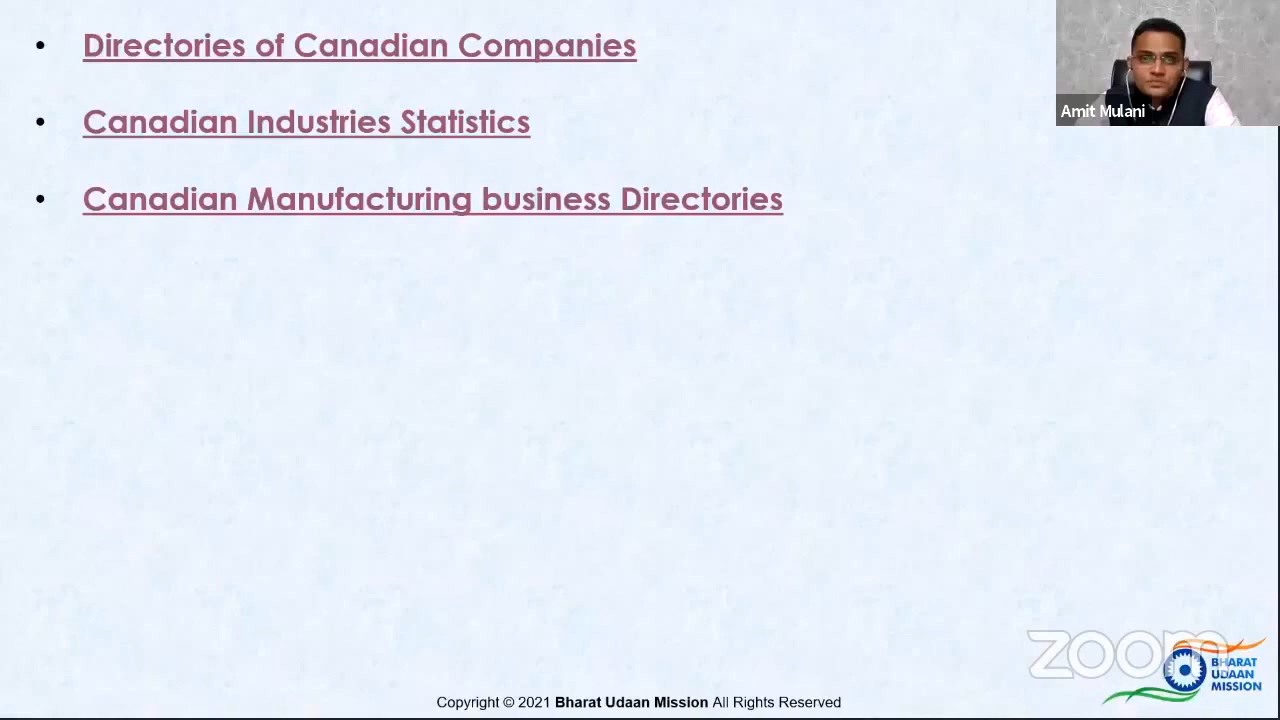 • Directories of Canadian Companies
• Canadian Industries Statistics
• Canadian Manufacturing business Directories
Amit Mulani
zoom
BHARAT
UDAAN
MISSION
Copyright © 2021 Bharat Udaan Mission All Rights Reserved